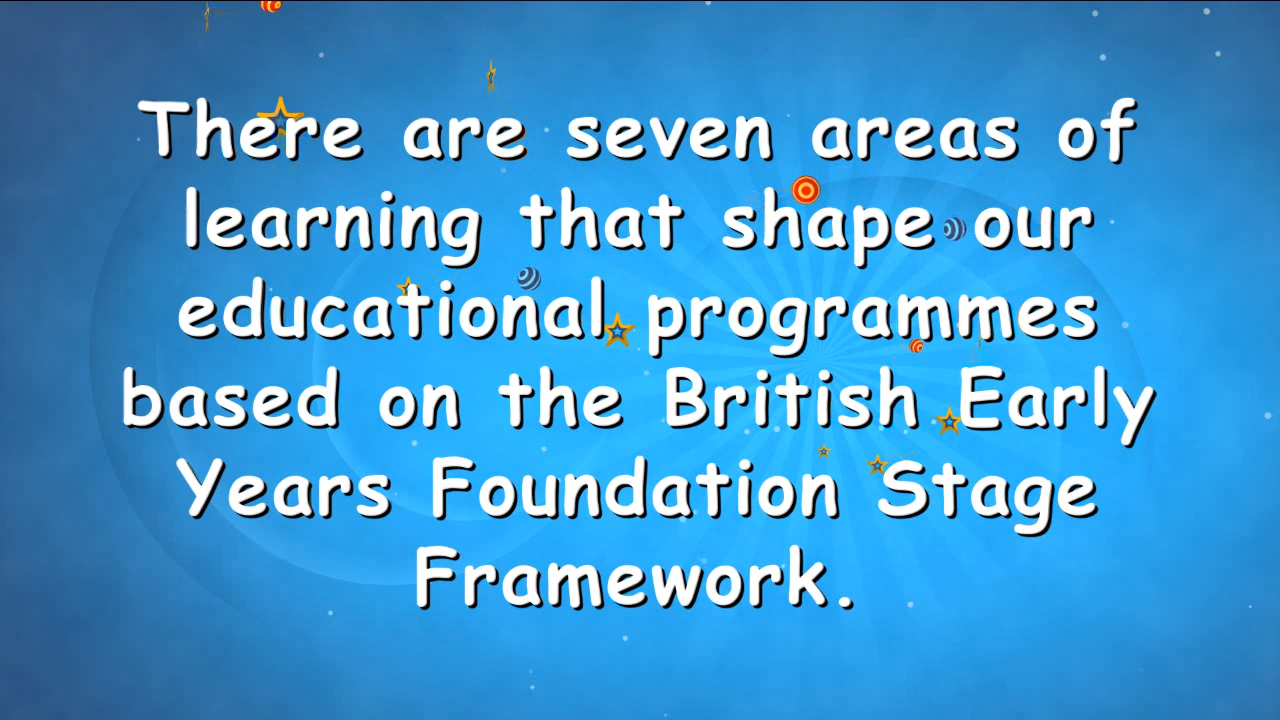 There are seven areas of
learning that shape our
educational programmes
based on the British Early
Years Foundation Stage
Framework.